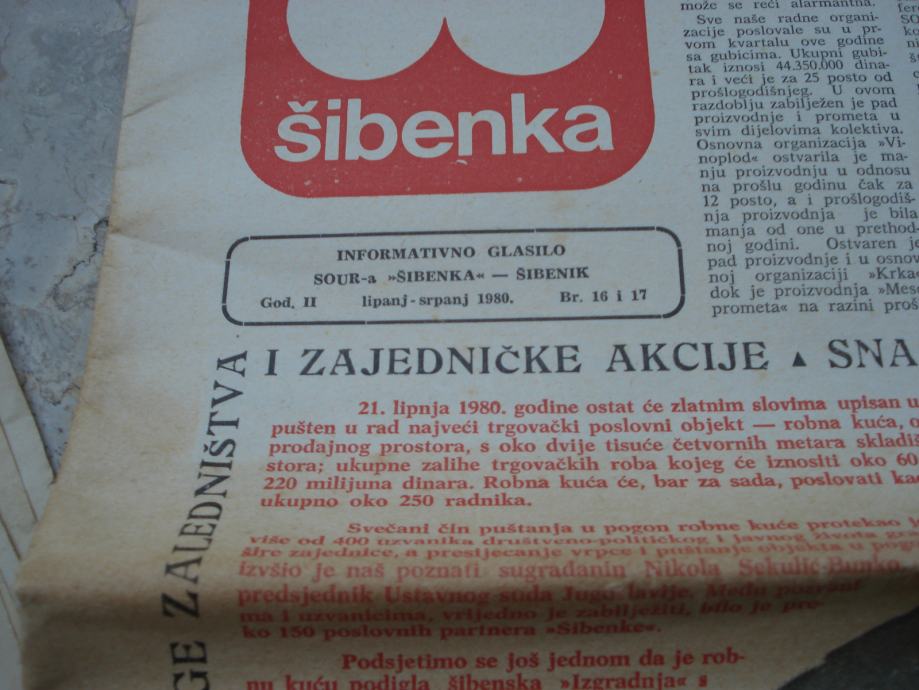 šibenka
INFORMATIVNO GLASILO
SOUR-a »ŠIBENKA« — ŠIBENIK
God. II lipanj-srpanj 1980. Br. 16 i 17
može se reći alarmantna.
Sve naše radne organi-
zacije poslovale su u pr-
vom kvartalu ove godine
sa gubicima. Ukupni gubi-
tak iznosi 44.350.000 dina-
ra i veći je za 25 posto od
prošlogodišnjeg. U ovom
razdoblju zabilježen je pad
proizvodnje i prometa u
svim dijelovima kolektiva.
Osnovna organizacija »Vi-
noplod« ostvarila je ma-
nju proizvodnju u odnosu
na prošlu godinu čak za
12 posto, a i prošlogodiš-
nja proizvodnja je bila
manja od one u prethod-
noj godini. Ostvaren je
pad proizvodnje i u osnov
noj organizaciji »Krka
dok je proizvodnja »Mes
prometa« na razini proš
GE ZAJEDNIŠTVA
I ZAJEDNIČKE AKCIJE ▲ SNA
21. lipnja 1980. godine ostat će zlatnim slovima upisan u
pušten u rad najveći trgovački poslovni objekt — robna kuća, o
prodajnog prostora, s oko dvije tisuće četvornih metara skladiš
stora; ukupne zalihe trgovačkih roba kojeg će iznositi oko 60
220 milijuna dinara. Robna kuća će, bar za sada, poslovati ka
ukupno oko 250 radnika.
Svečani čin puštanja u pogon robne kuće protekao
više od 400 uzvanika društveno-političkog i javnog života gra
šire zajednice, a presijecanje vrpce i puštanje objekta u pogo
izvšio je naš poznati sugrađanin Nikola Sekulić-Bunko,
predsjednik Ustavnog suda Jugoslavije. Među
ma i uzvanicima, vrijedno je zabilježiti, bilo je pre-
ko 150 poslovnih partnera »Šibenke«.
Podsjetimo se još jednom da je rob-
nu kuću podigla šibenska »Izgradnja« s